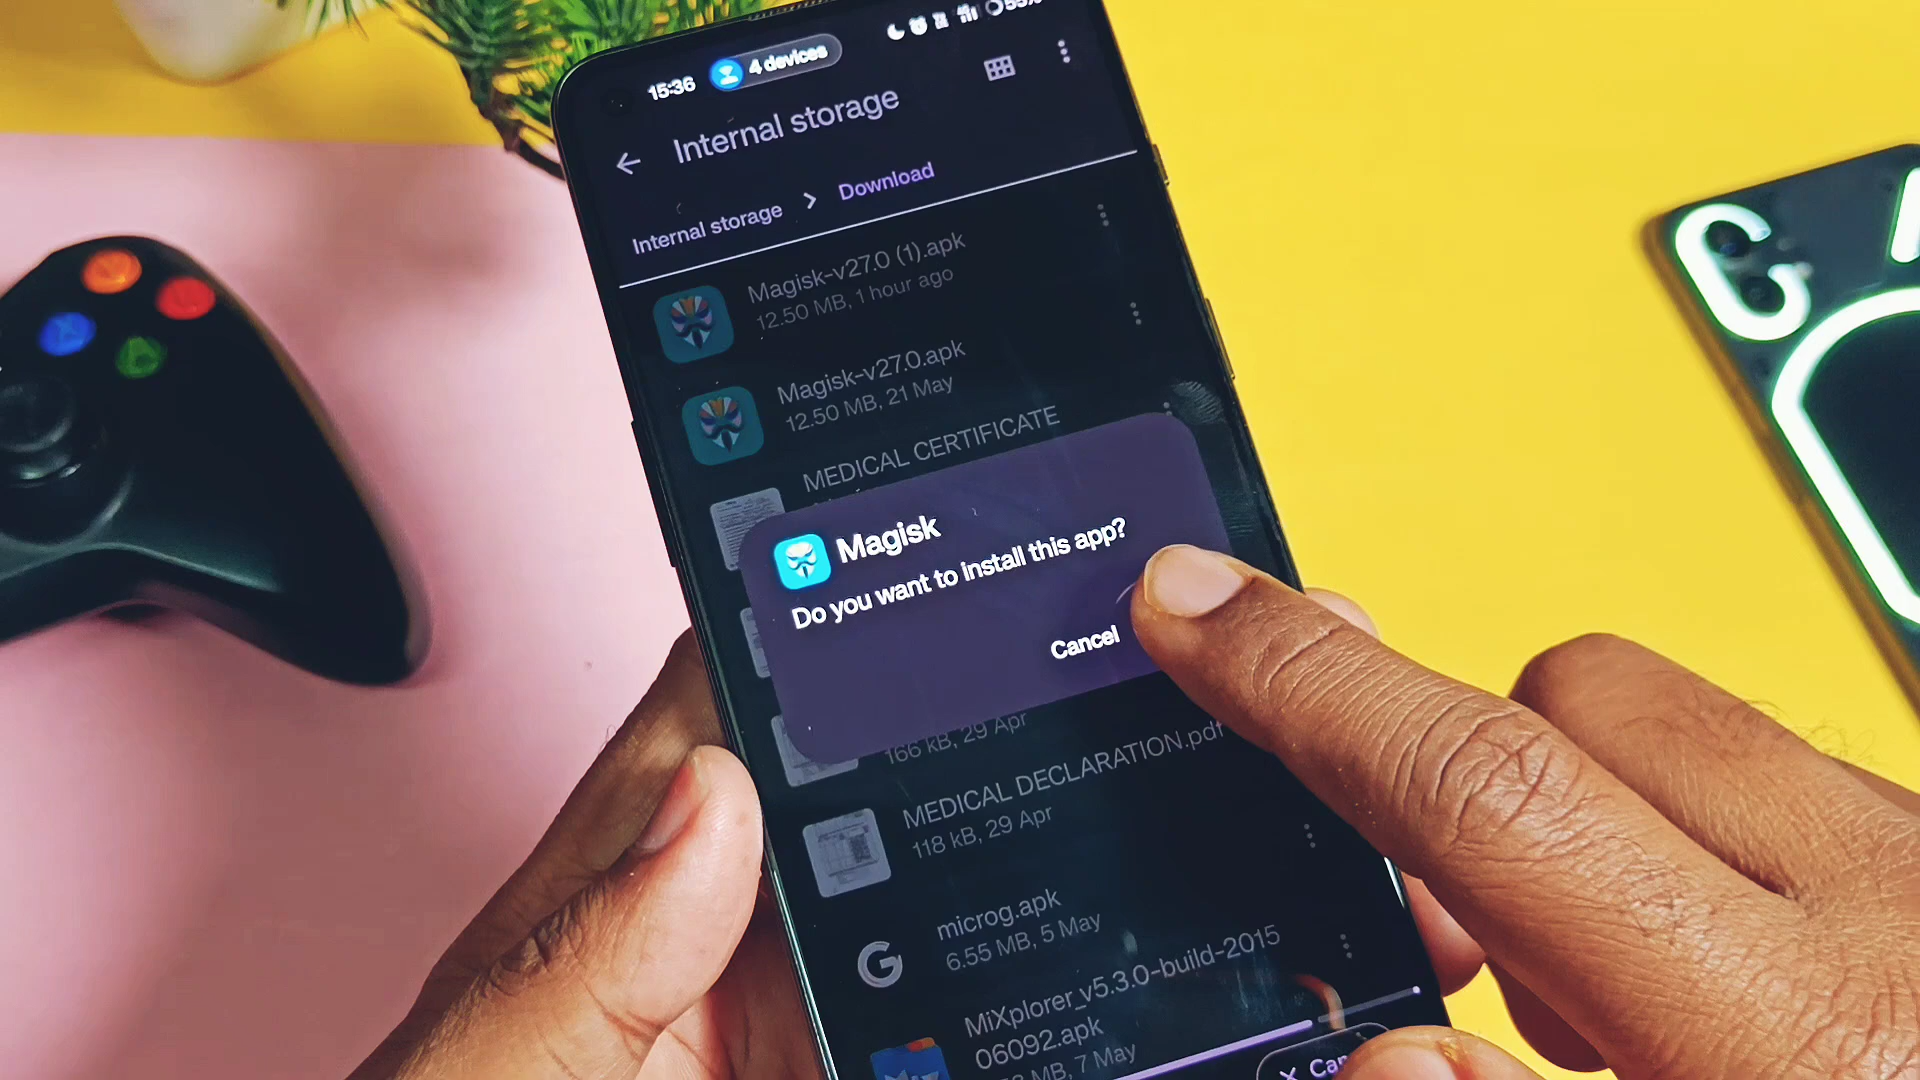 15:36
4 devices
55%
Internal storage
Internal storage > Download
Magisk-v27.0 (1).apk
12.50 MB, 1 hour ago
Magisk-v27.0.apk
12.50 MB, 21 May
MEDICAL CERTIFICATE
Magisk
Do you want to install this app?
Cancel
166 kB, 29 Apr
MEDICAL DECLARATION.pdf
118 kB, 29 Apr
microg.apk
6.55 MB, 5 May
MiXplorer_v5.3.0-build-2015
06092.apk
MB, 7 May